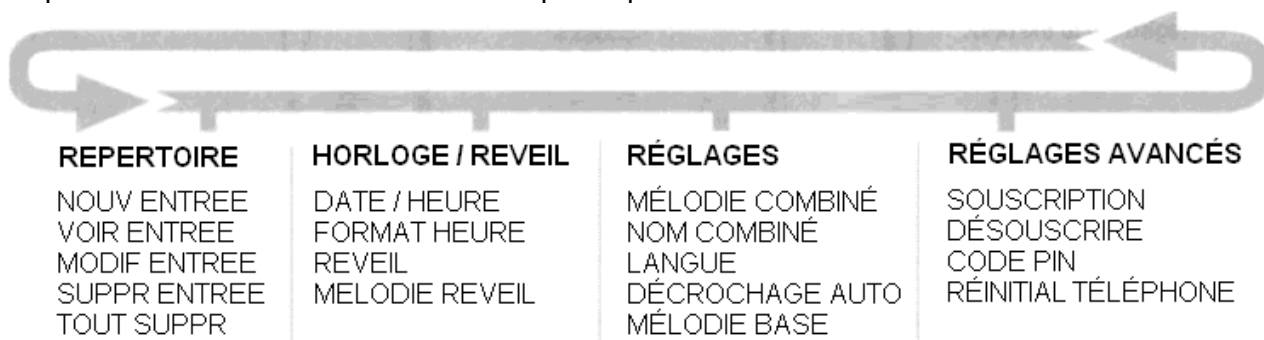 REPERTOIRE
NOUV ENTREE
VOIR ENTREE
MODIF ENTREE
SUPPR ENTREE
TOUT SUPPR
HORLOGE / REVEIL
DATE / HEURE
FORMAT HEURE
REVEIL
MELODIE REVEIL
RÉGLAGES
MÉLODIE COMBINÉ
NOM COMBINÉ
LANGUE
DÉCROCHAGE AUTO
MÉLODIE BASE
RÉGLAGES AVANCÉS
SOUSCRIPTION
DÉSOUSCRIRE
CODE PIN
RÉINITIAL TÉLÉPHONE